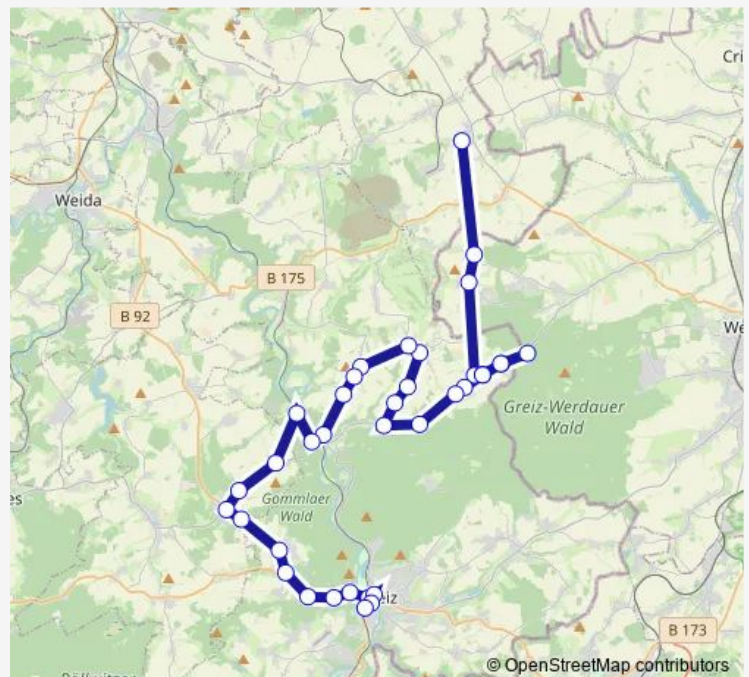 Cri
Weida
B 175
B 92
We
Greiz-Werdauer
Wald
es
Gommlaer
Wald
eiz
B 173
© OpenStreetMap contributors